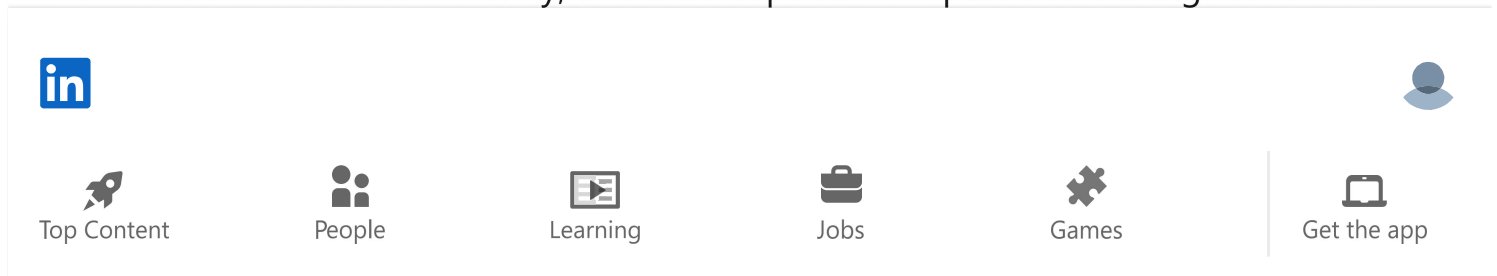 in
Top Content
People
Learning
Jobs
Games
Get the app